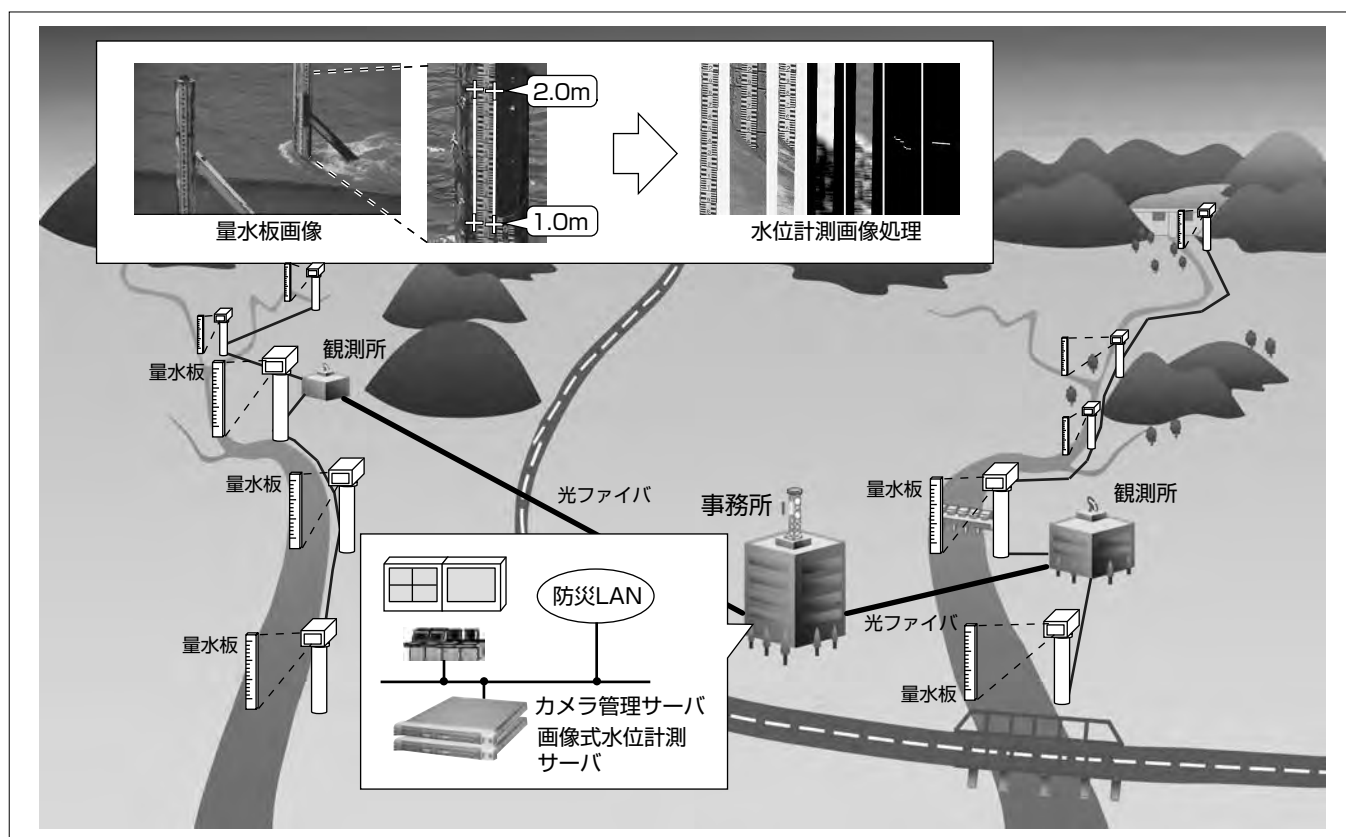 2.0m
1.0m
量水板画像
水位計測画像処理
観測所
量水板
量水板
光ファイバ
事務所
量水板
観測所
防災LAN
光ファイバ
量水板
量水板
カメラ管理サーバ
画像式水位計測
サーバ